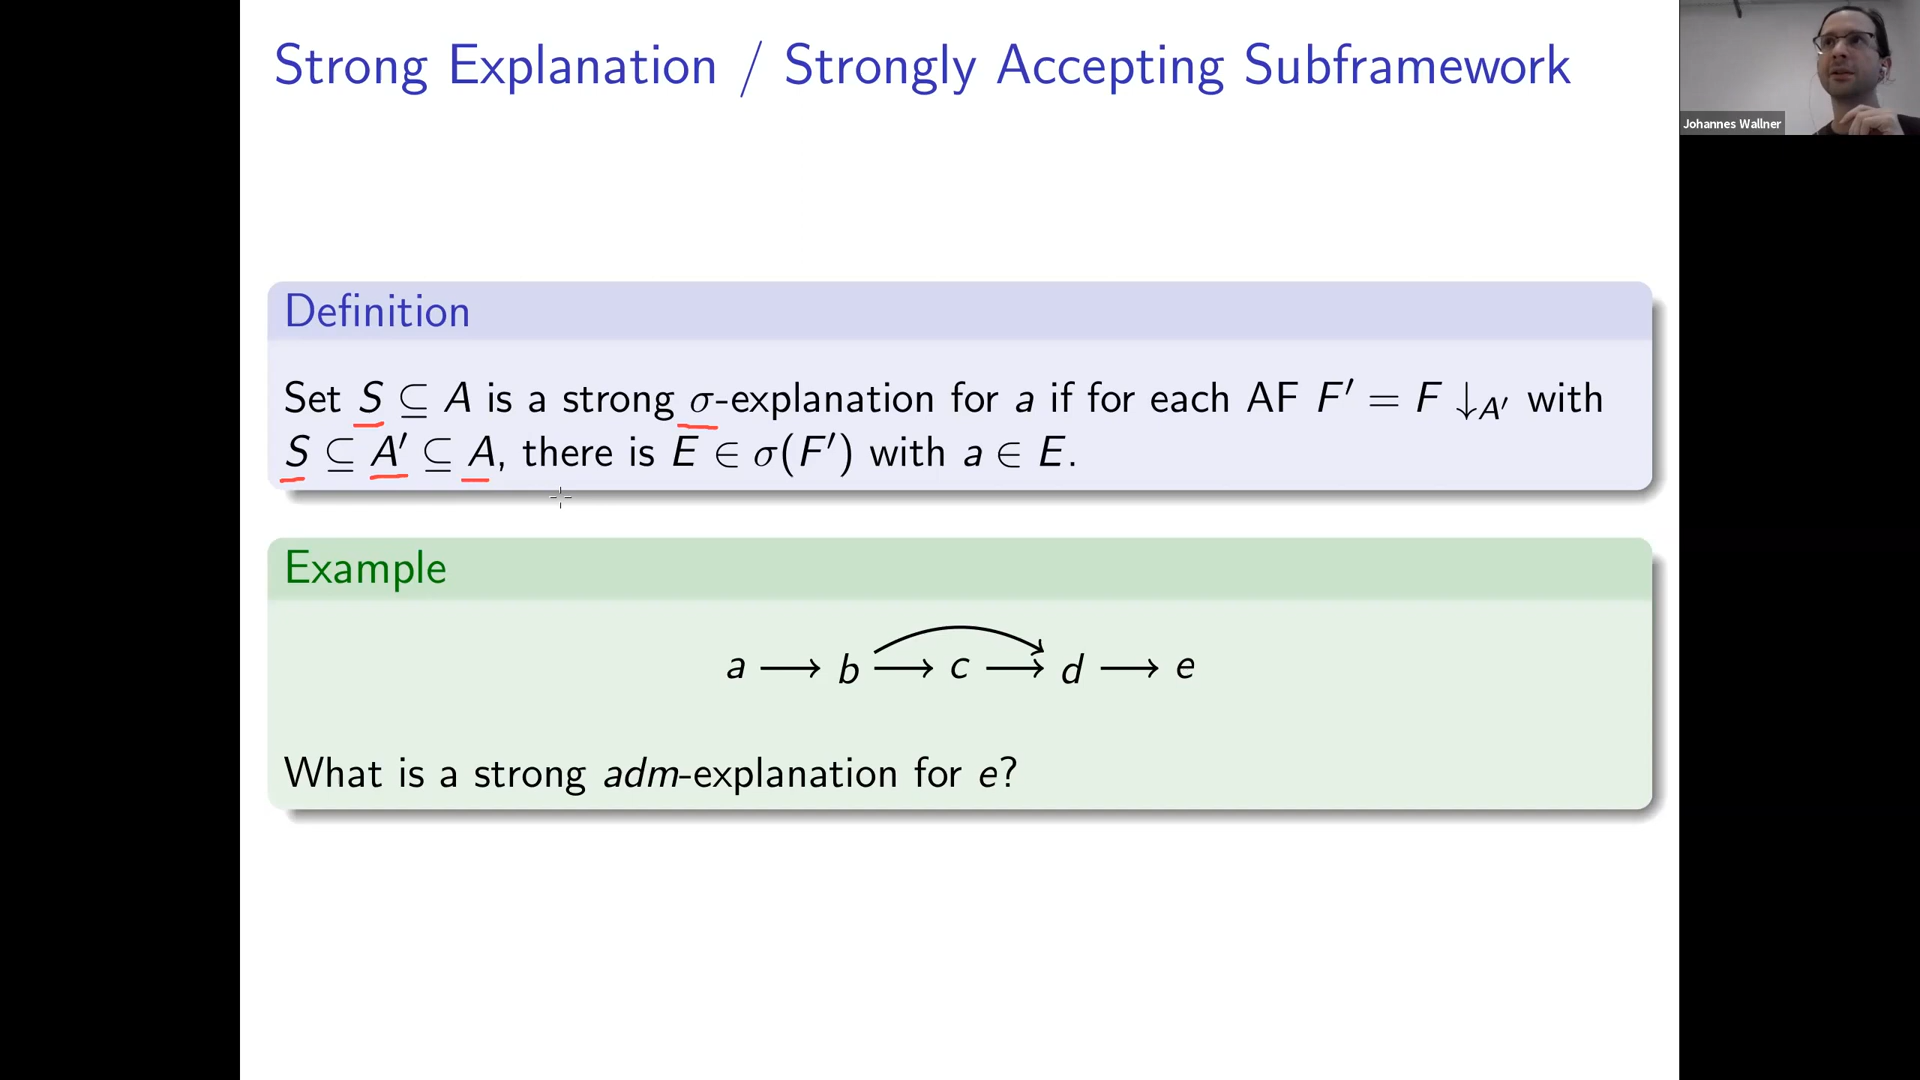 Strong Explanation / Strongly Accepting Subframework
Johannes Wallner
Definition
Set S ⊆ A is a strong σ-explanation for a if for each AF F′ = F ↓A′ with
S ⊆ A′ ⊆ A, there is E ∈ σ(F′) with a ∈ E.
Example
a → b → c → d → e
What is a strong adm-explanation for e?